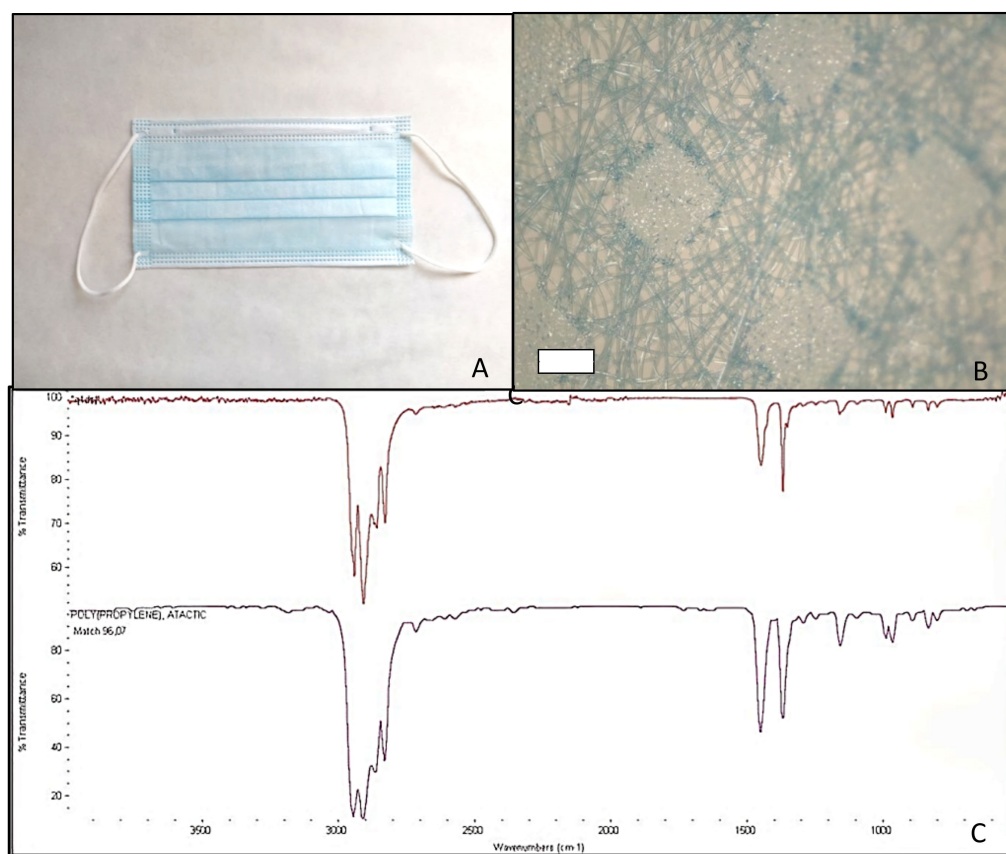 A
B
C
100
90
80
70
60
% Transmittance
POLY(PROPYLENE), ATACTIC
Match 96,07
80
60
40
20
% Transmittance
3500
3000
2500
2000
1500
1000
Wavenumbers (cm-1)
C